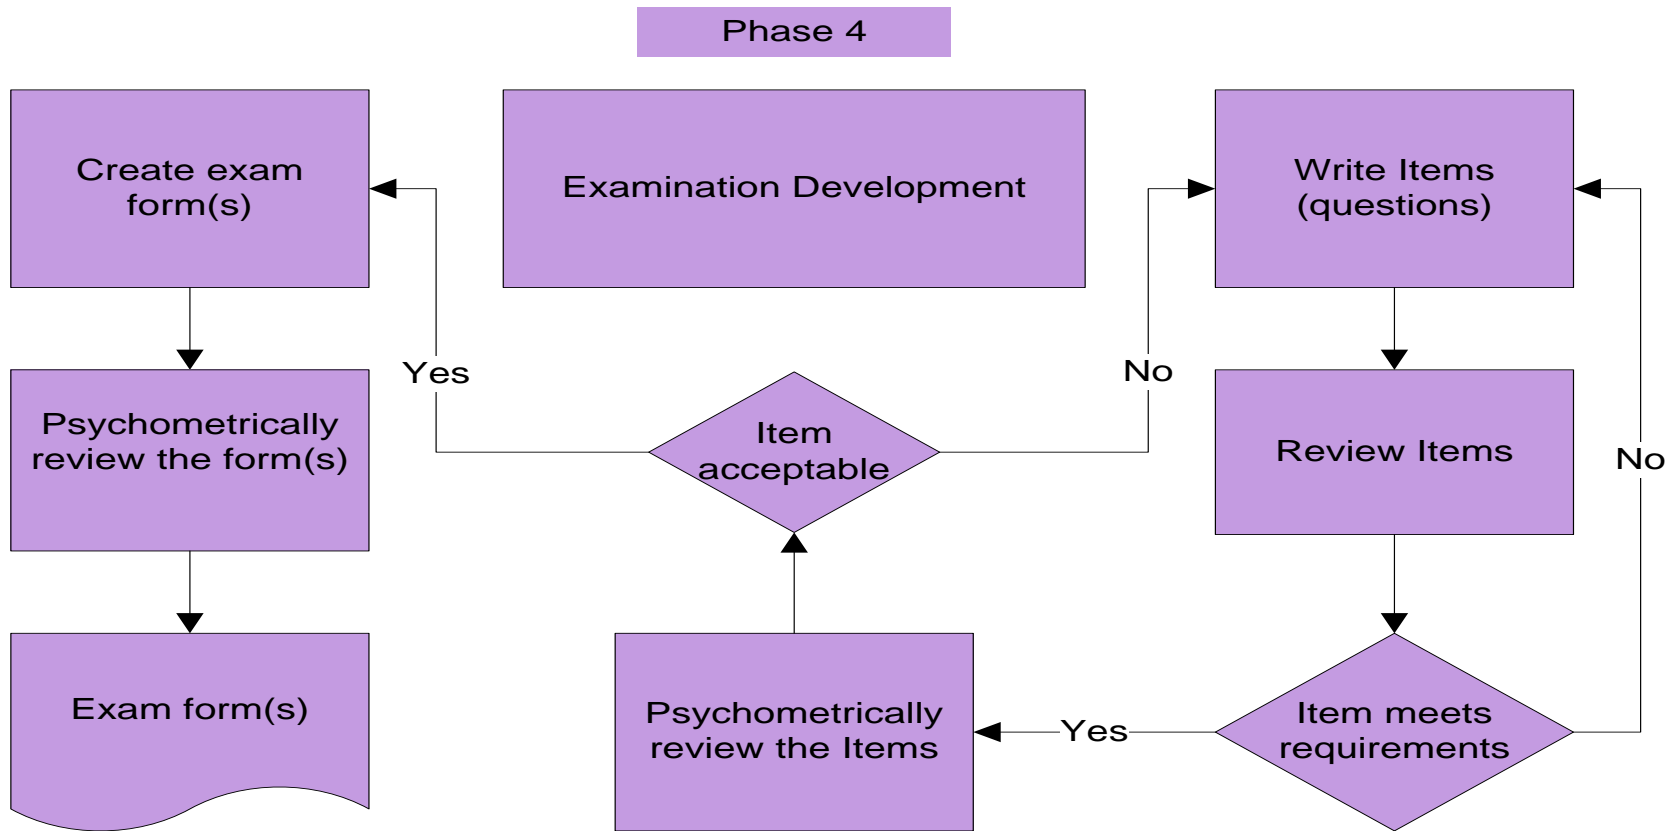 Phase 4
Create exam
form(s)
Examination Development
Write Items
(questions)
Yes
No
Psychometrically
review the form(s)
Item
acceptable
Review Items
No
Exam form(s)
Psychometrically
review the Items
Yes
Item meets
requirements